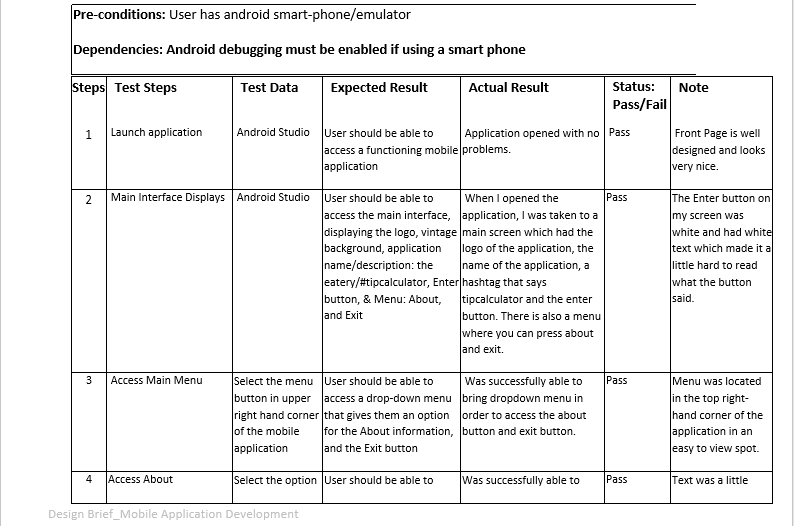 Pre-conditions: User has android smart-phone/emulator
Dependencies: Android debugging must be enabled if using a smart phone
Steps Test Steps Test Data Expected Result Actual Result Status: Pass/Fail Note
1
Launch application
Android Studio
User should be able to
access a functioning mobile
application
Application opened with no
problems.
Pass
Front Page is well
designed and looks
very nice.
2
Main Interface Displays
Android Studio
User should be able to
access the main interface,
displaying the logo, vintage
background, application
name/description: the
eatery/#tipcalculator, Enter
button, & Menu: About,
and Exit
When I opened the
application, I was taken to a
main screen which had the
logo of the application, the
name of the application, a
hashtag that says
tipcalculator and the enter
button. There is also a menu
where you can press about
and exit.
Pass
The Enter button on
my screen was
white and had white
text which made it a
little hard to read
what the button
said.
3
Access Main Menu
Select the menu
button in upper
right hand corner
of the mobile
application
User should be able to
access a drop-down menu
that gives them an option
for the About information,
and the Exit button
Was successfully able to
bring dropdown menu in
order to access the about
button and exit button.
Pass
Menu was located
in the top right-
hand corner of the
application in an
easy to view spot.
4
Access About
Select the option
User should be able to
Was successfully able to
Pass
Text was a little
Design Brief_Mobile Application Development